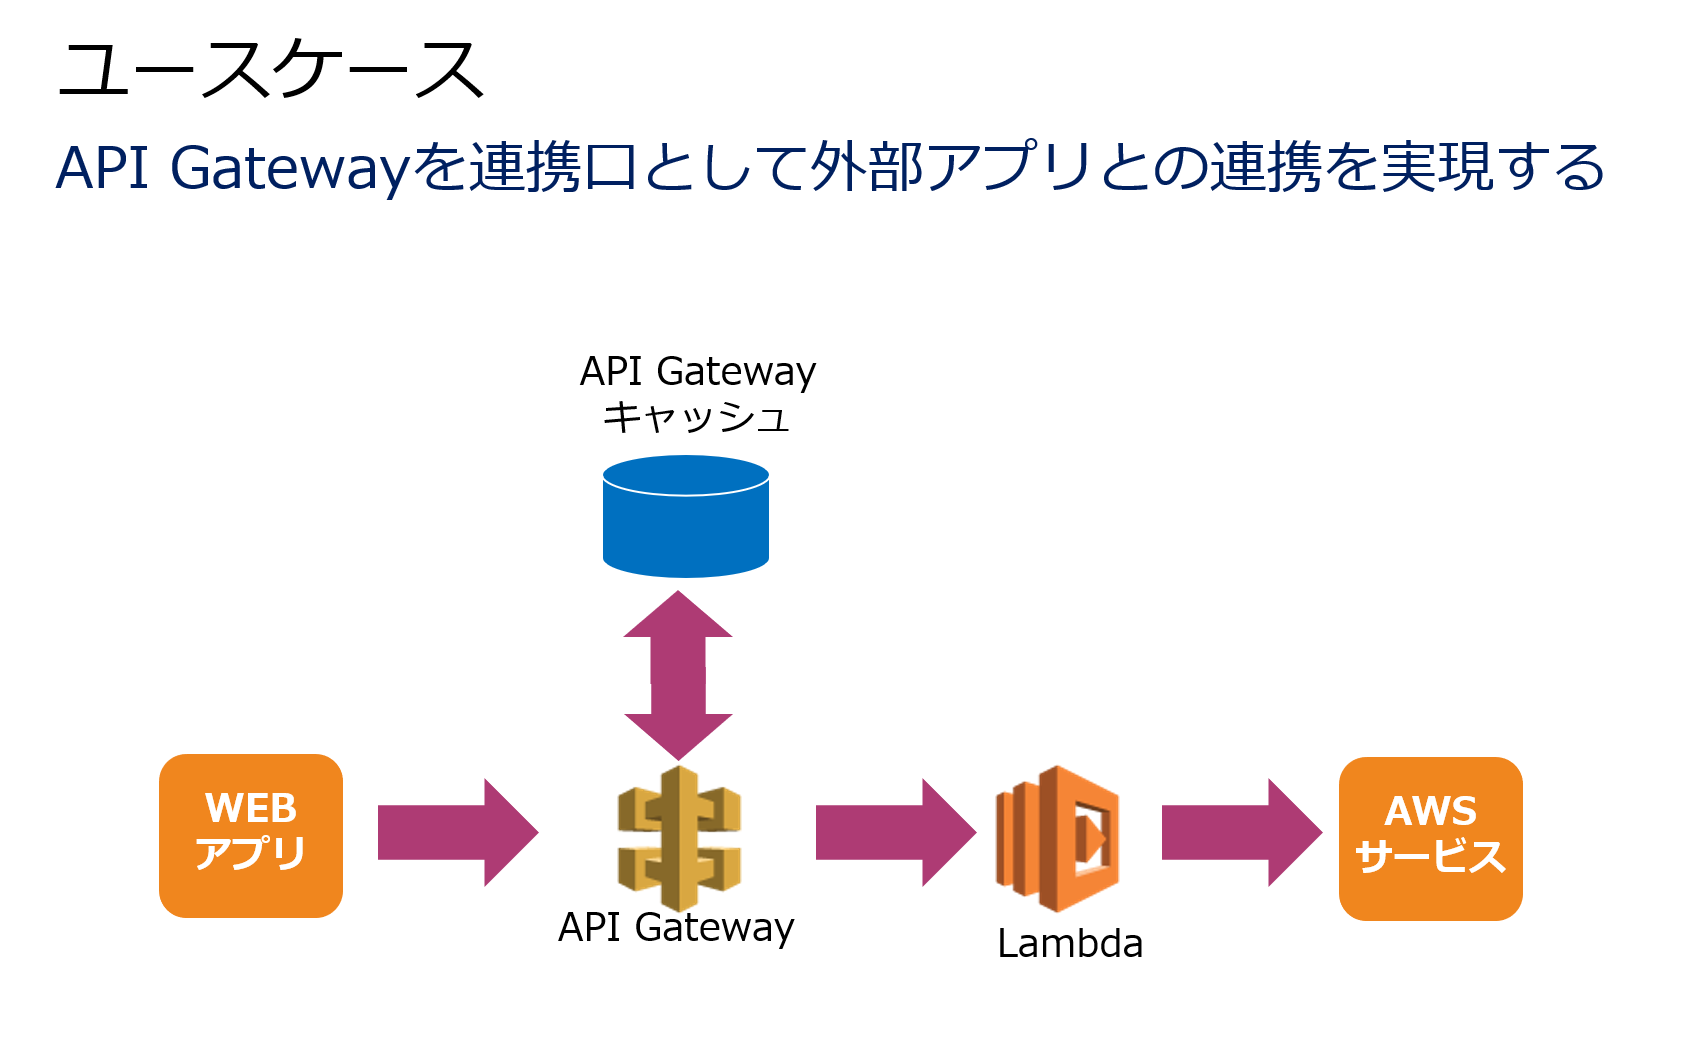 ユースケース
API Gatewayを連携口として外部アプリとの連携を実現する
API Gateway
キャッシュ
WEB
アプリ
API Gateway
Lambda
AWS
サービス